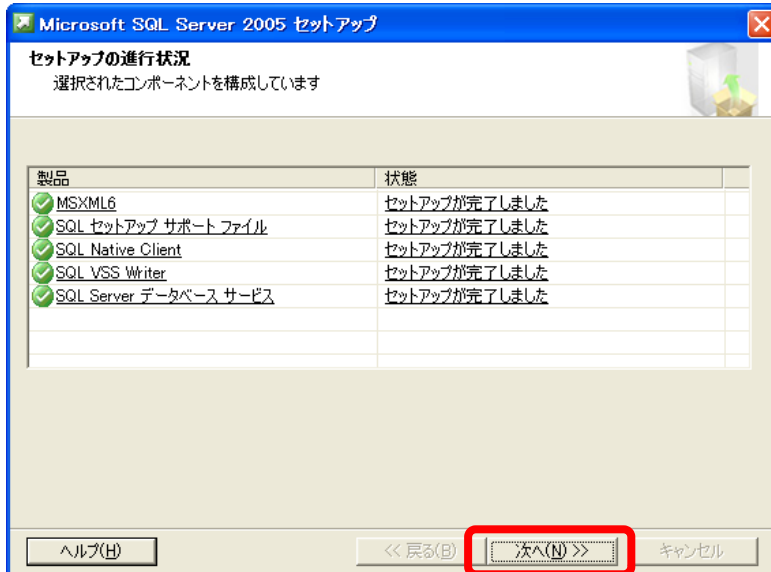 Microsoft SQL Server 2005 セットアップ
セットアップの進行状況
選択されたコンポーネントを構成しています
製品 状態
MSXML6 セットアップが完了しました
SQL セットアップ サポート ファイル セットアップが完了しました
SQL Native Client セットアップが完了しました
SQL VSS Writer セットアップが完了しました
SQL Server データベース サービス セットアップが完了しました
ヘルプ(H) << 戻る(B) 次へ(N) >> キャンセル